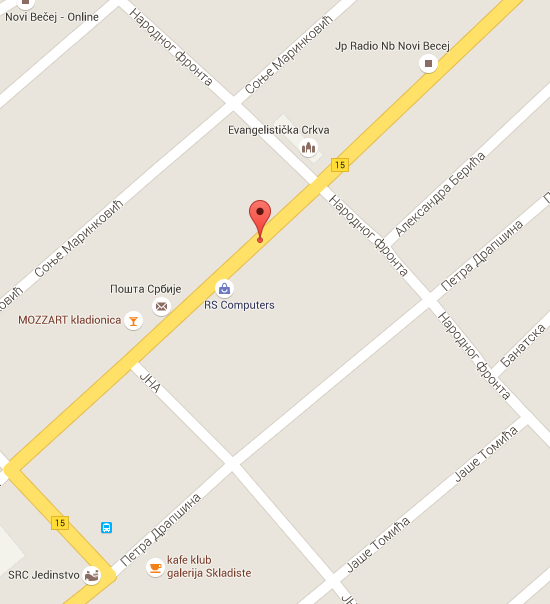 Novi Bečej - Online
Народног фронта
Соње Маринковић
Jp Radio Nb Novi Becej
Evangelistička Crkva
15
Александра Берића
Народног фронта
Петра Драпшина
Соње Маринковић
Пошта Србије
RS Computers
MOZZART kladionica
ЈНА
Народног фронта
Банатска
Јаше Томића
15
Петра Драпшина
Јаше Томића
kafe klub
galerija Skladiste
SRC Jedinstvo